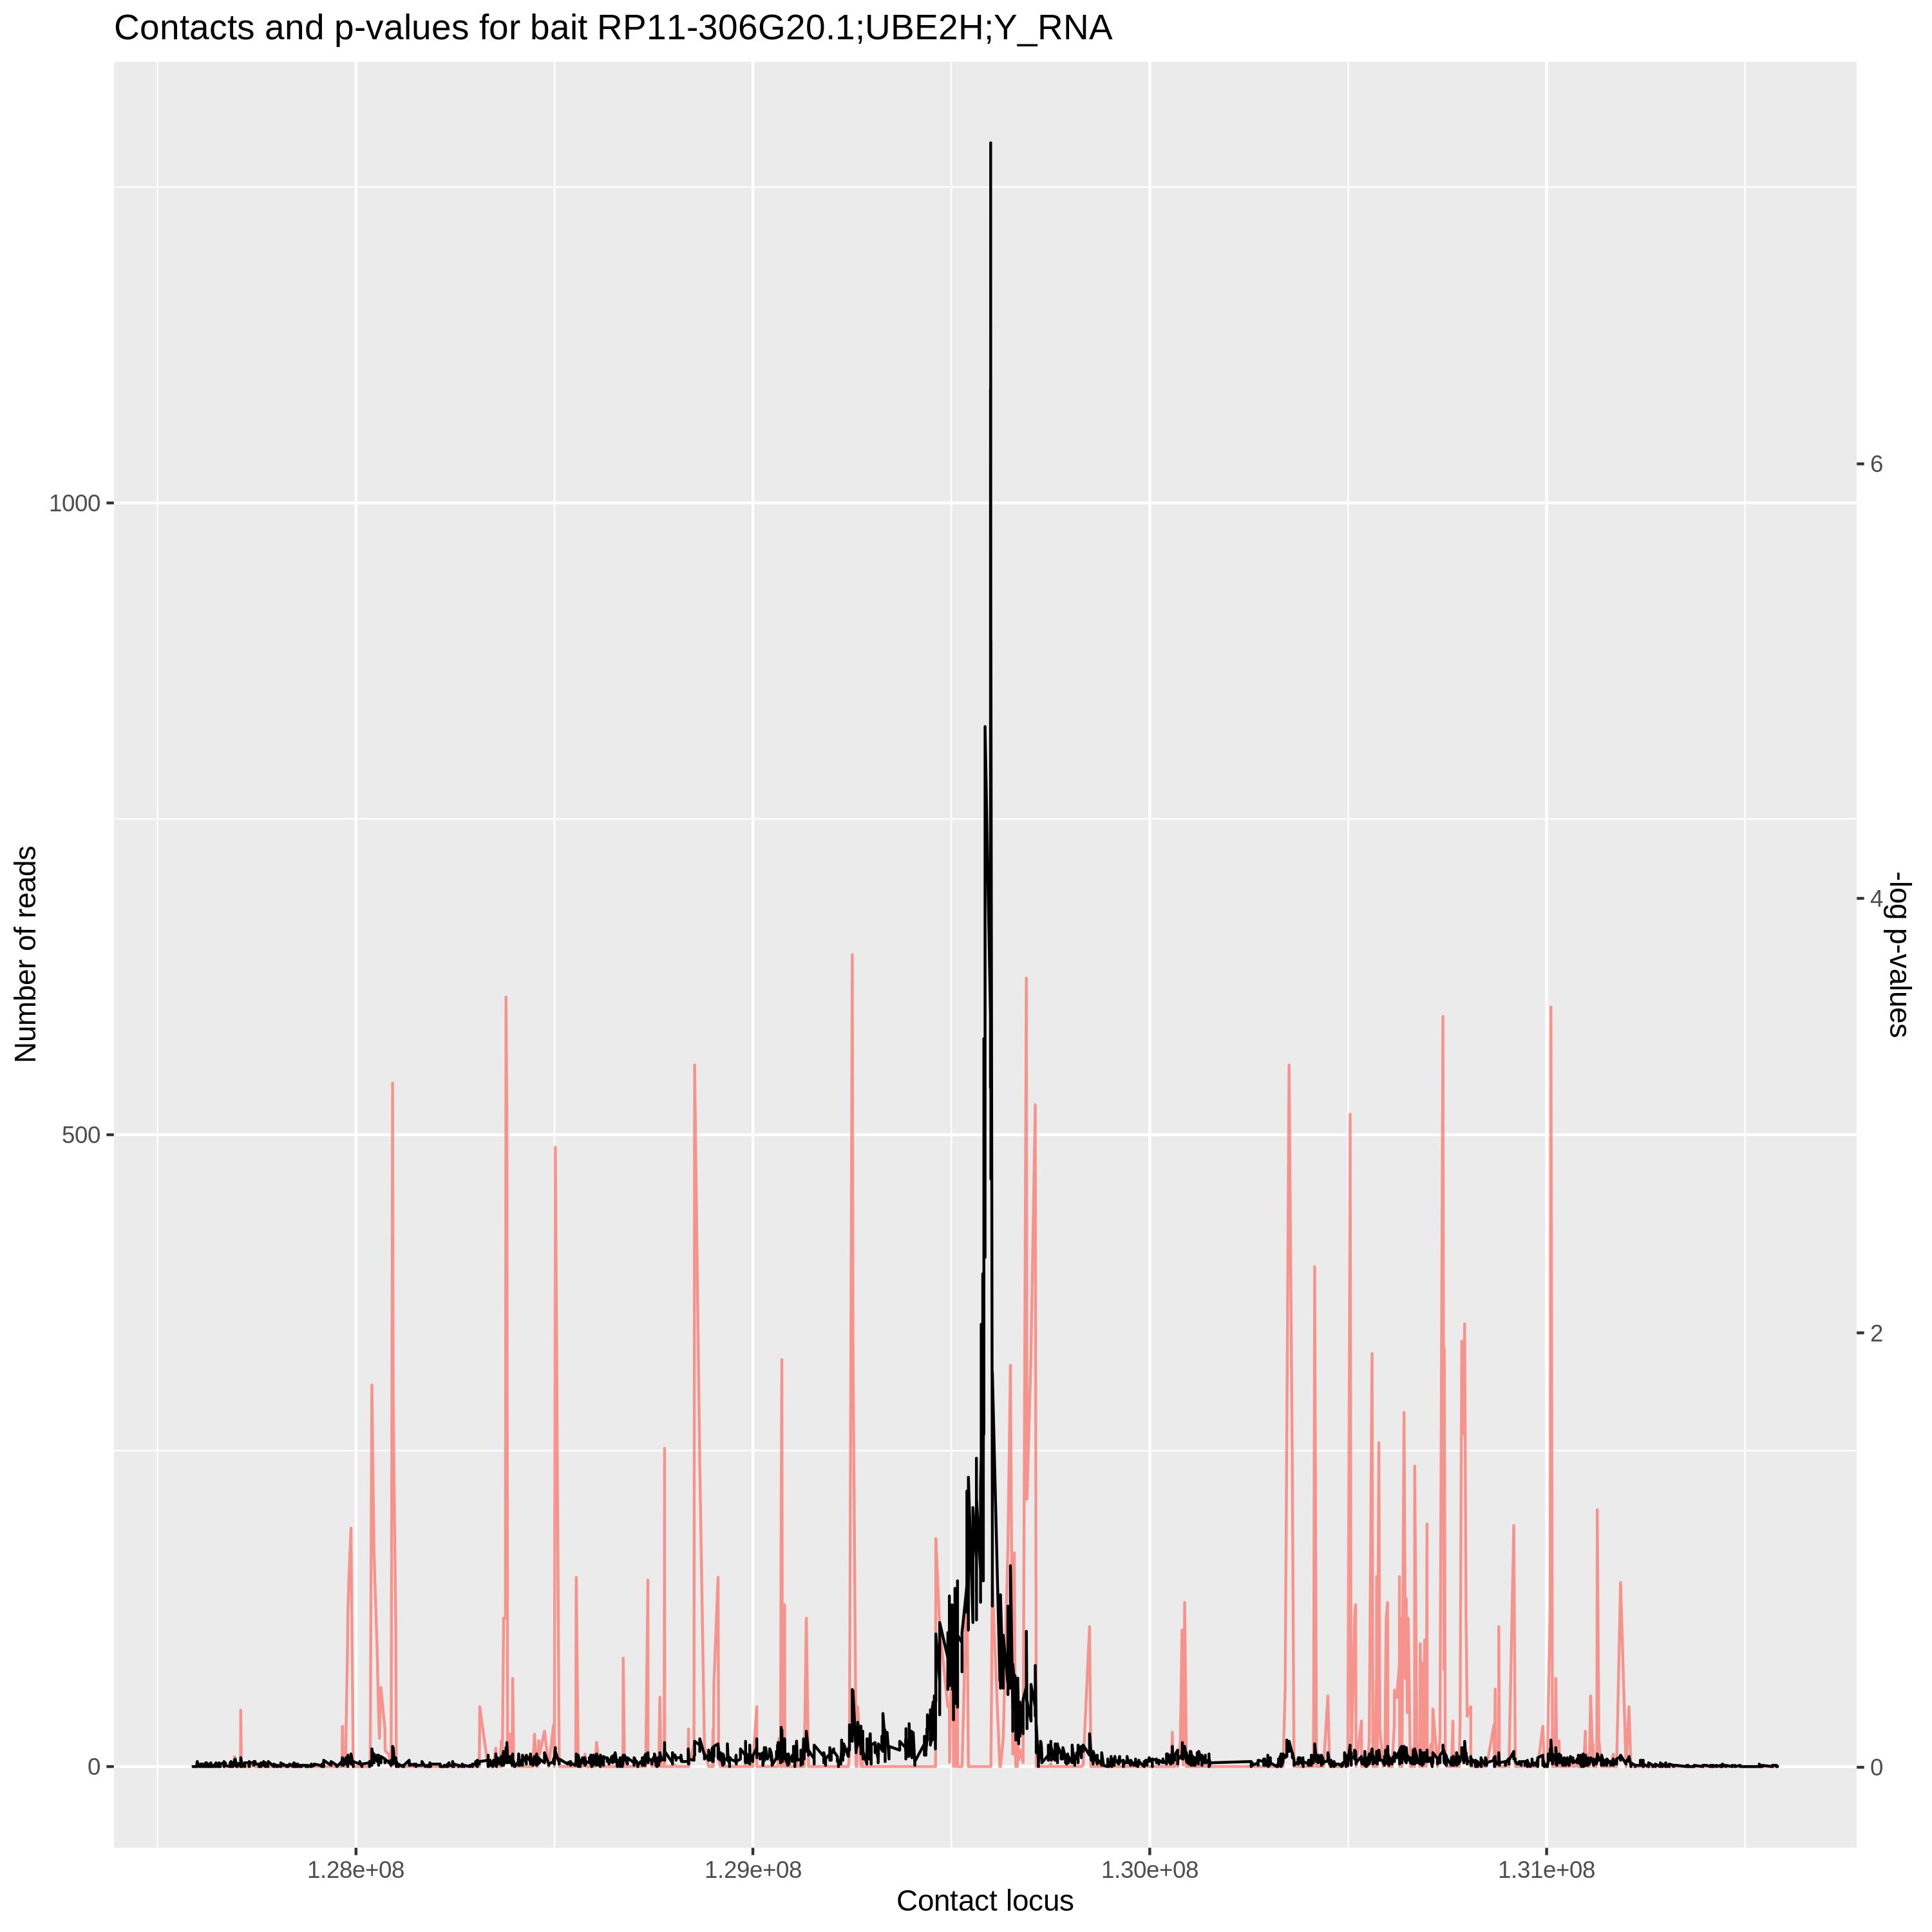 Contacts and p-values for bait RP11-306G20.1;UBE2H;Y_RNA
1000
500
0
Number of reads
6
4
2
0
-log p-values
1.28e+08
1.29e+08
1.30e+08
1.31e+08
Contact locus